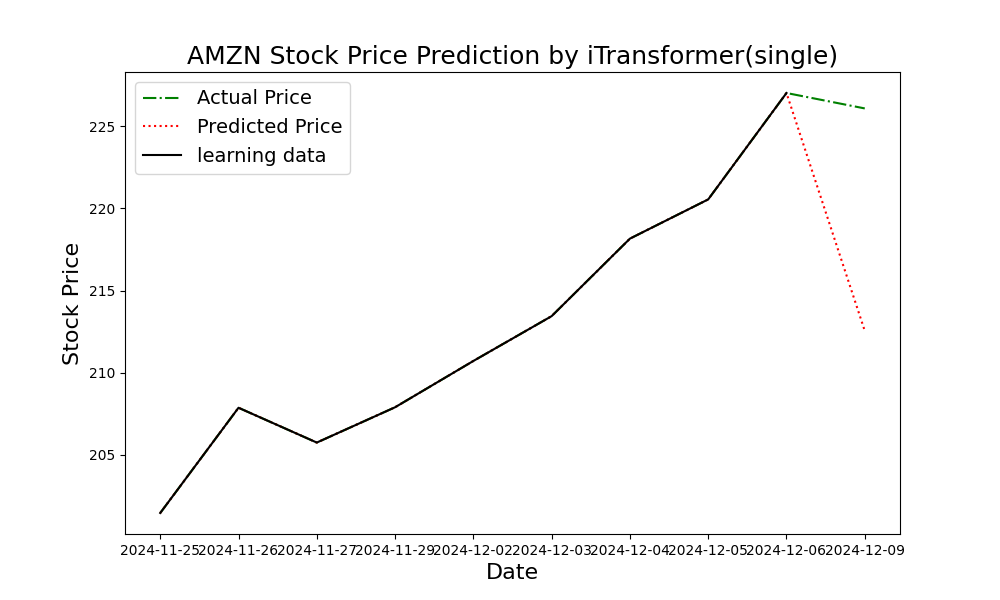 AMZN Stock Price Prediction by iTransformer(single)
Actual Price
Predicted Price
learning data
Stock Price
225
220
215
210
205
2024-11-25 2024-11-26 2024-11-27 2024-11-29 2024-12-02 2024-12-03 2024-12-04 2024-12-05 2024-12-06 2024-12-09
Date